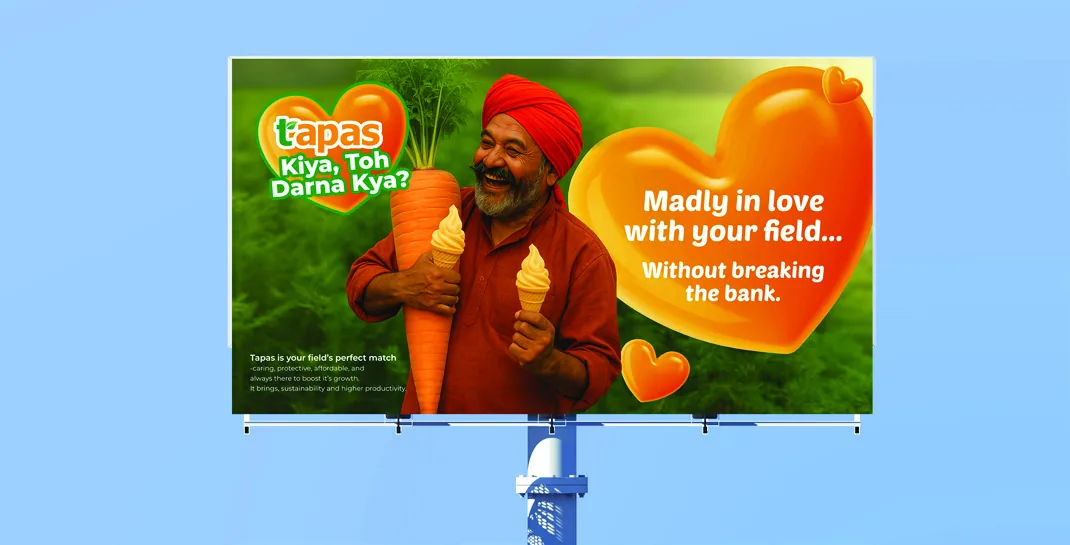 tapas
Kiya, Toh
Darna Kya?
Madly in love
with your field...
Without breaking
the bank.
Tapas is your field's perfect match
-caring, protective, affordable, and
always there to boost it's growth.
It brings, sustainability and higher productivity.